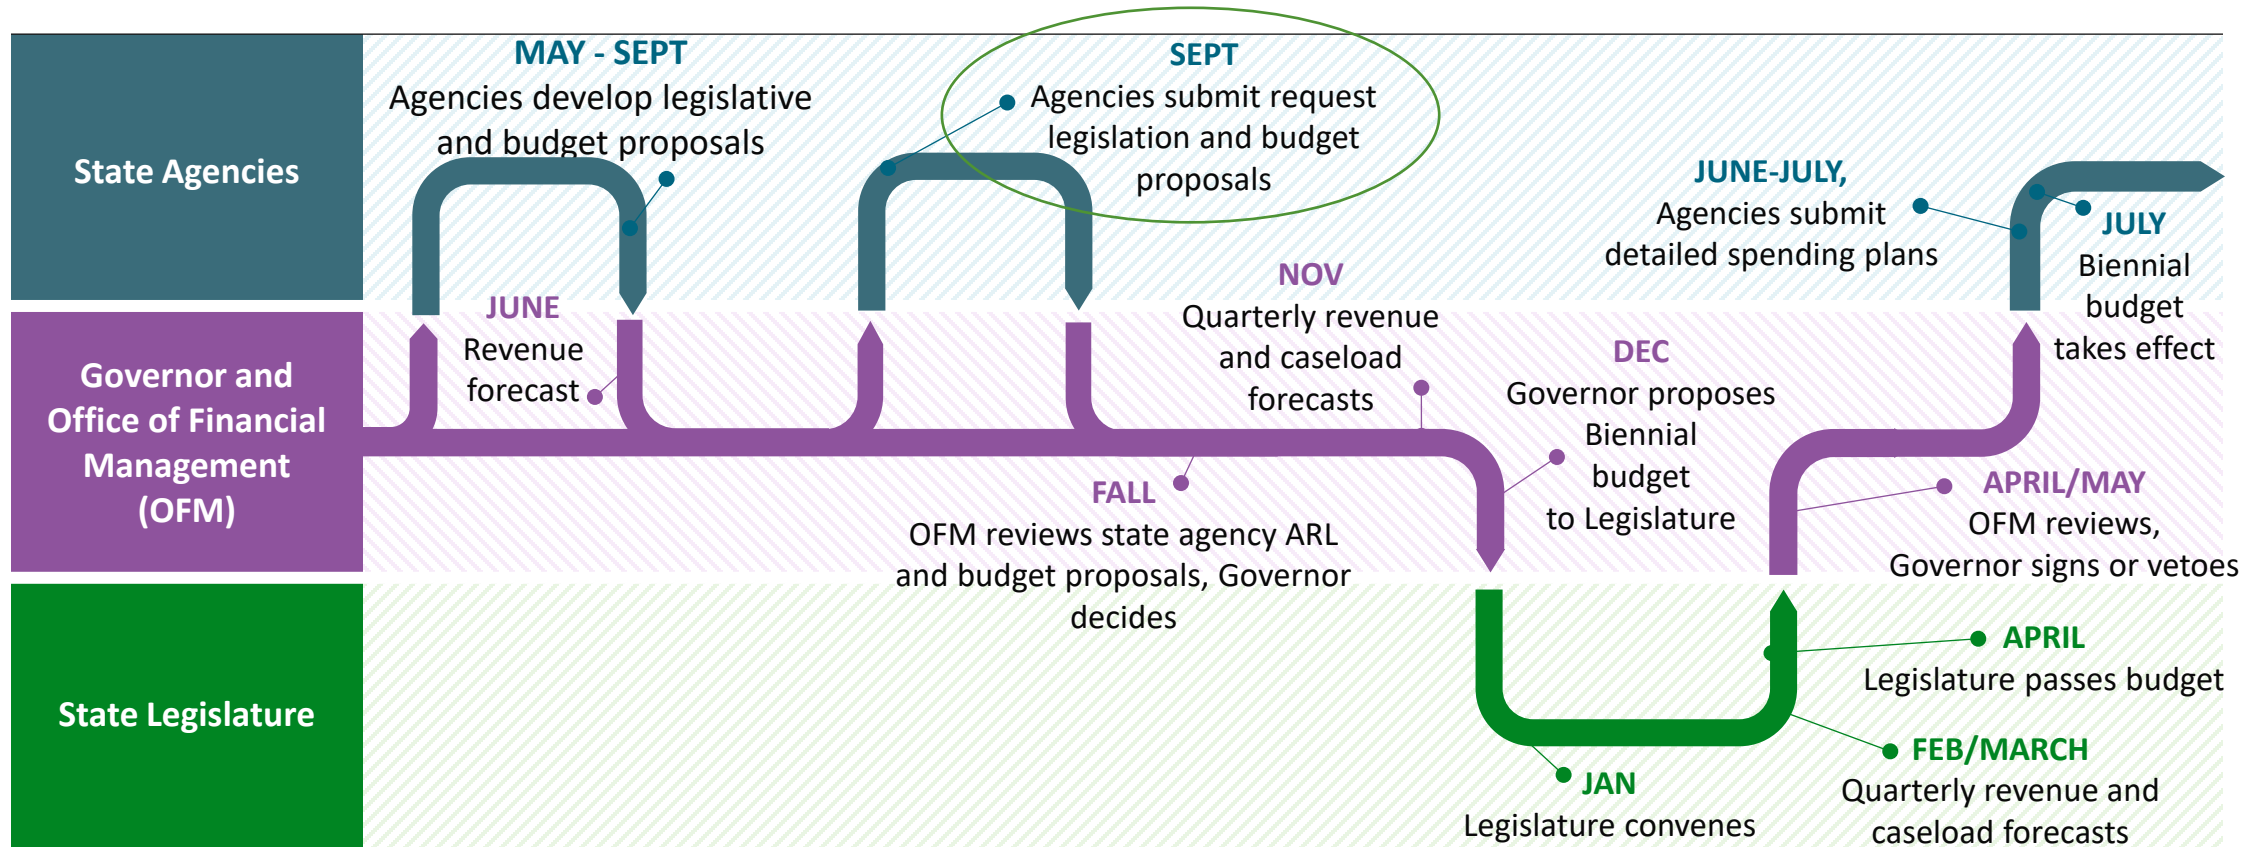 State Agencies
MAY - SEPT
Agencies develop legislative
and budget proposals
SEPT
Agencies submit request
legislation and budget
proposals
JUNE-JULY,
Agencies submit
detailed spending plans
JULY
Biennial
budget
takes effect
Governor and
Office of Financial
Management
(OFM)
JUNE
Revenue
forecast
FALL
OFM reviews state agency ARL
and budget proposals, Governor
decides
NOV
Quarterly revenue
and caseload
forecasts
DEC
Governor proposes
Biennial
budget
to Legislature
APRIL/MAY
OFM reviews,
Governor signs or vetoes
State Legislature
JAN
Legislature convenes
FEB/MARCH
Quarterly revenue and
caseload forecasts
APRIL
Legislature passes budget